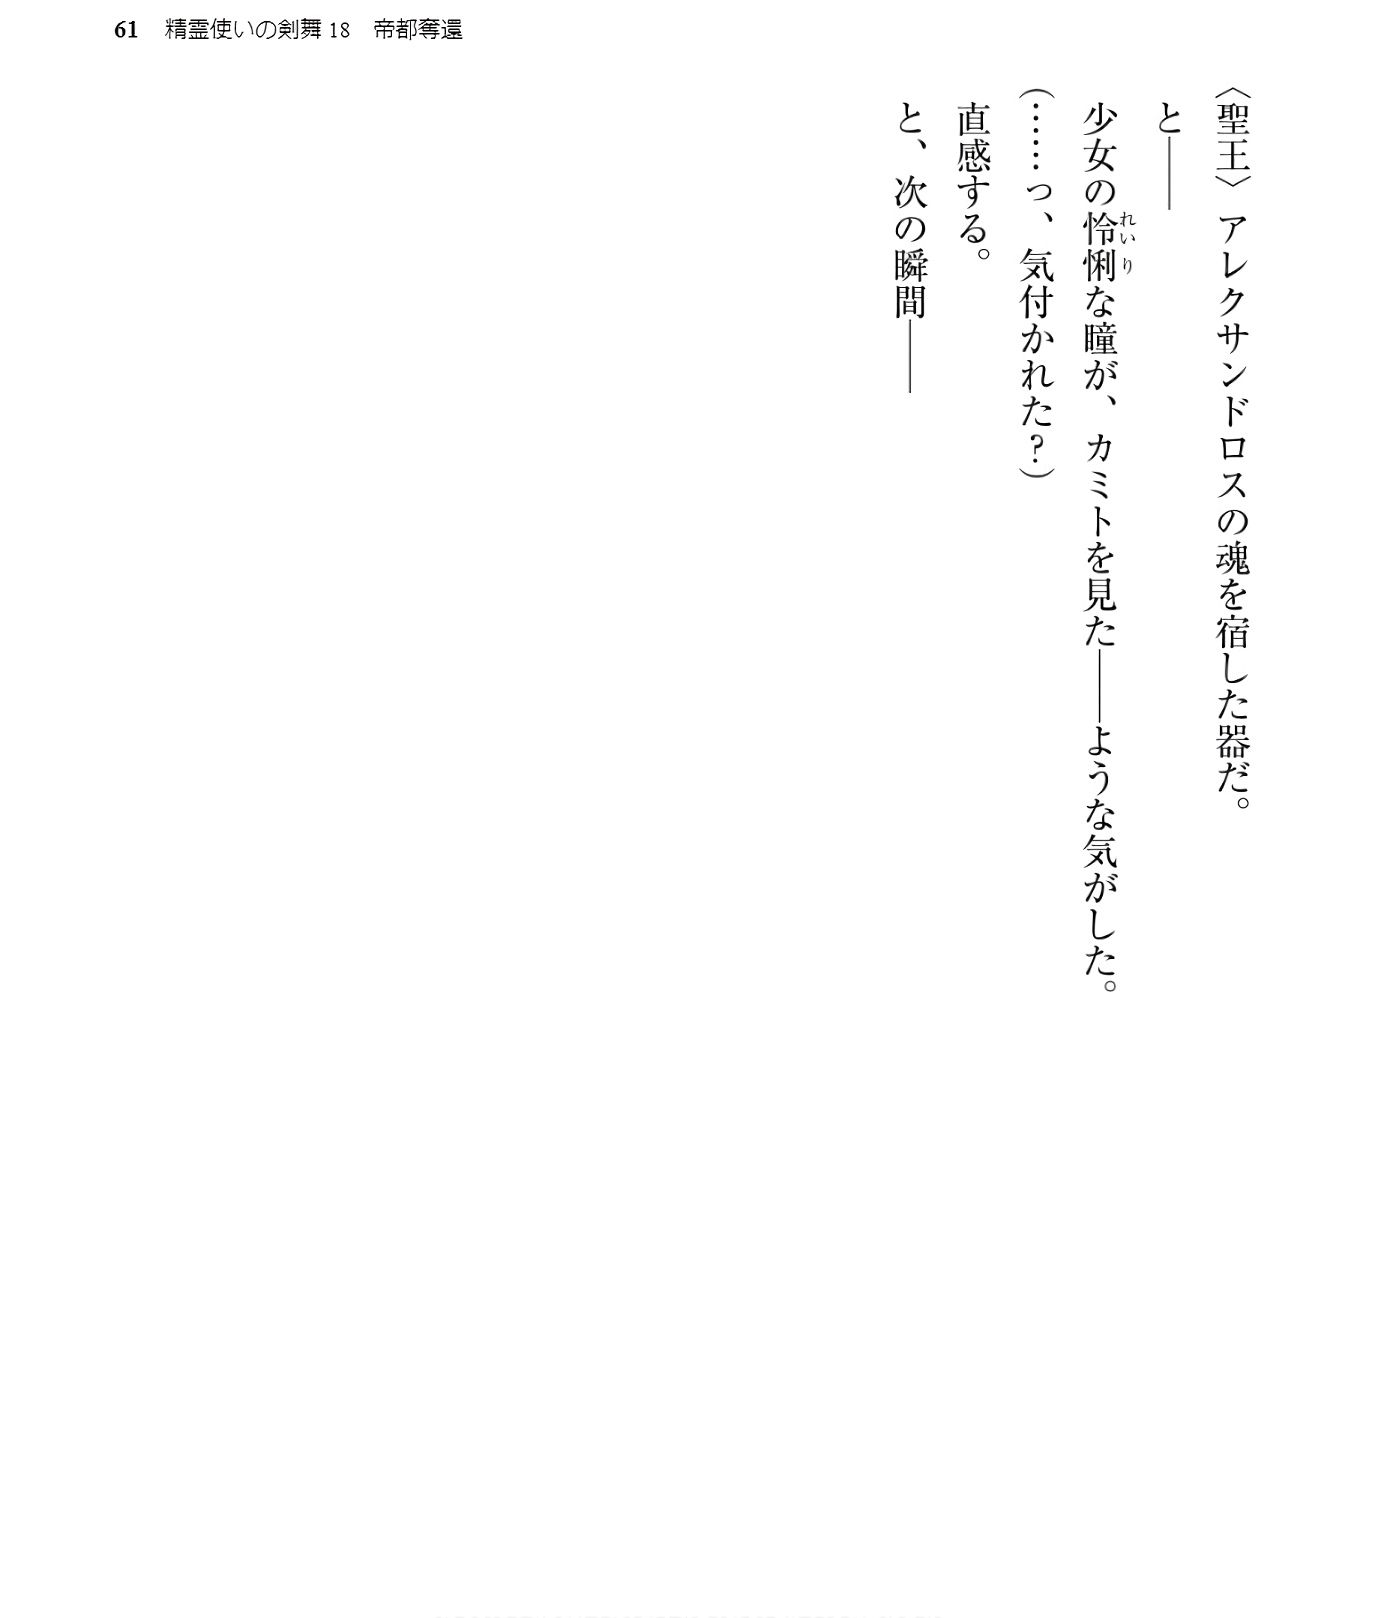 61 精霊使いの剣舞18 帝都奪還
〈聖王〉アレクサンドロスの魂を宿した器だ。
と――
少女の怜悧な瞳が、カミトを見た――ような気がした。
れいり
(……っ、気付かれた?)
直感する。
と、次の瞬間――